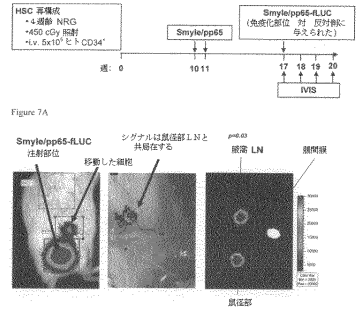 HSC 再構成
・4 週齢 NRG
・450 cGy 照射
・i.v. 5x10⁵ ヒト CD34⁺
Smyle/pp65
Smyle/pp65-fLUC
(免疫化部位 対 反対側に
与えられた)
週: 0 10 11 17 18 19 20
IVIS
Figure 7A
Smyle/pp65-fLUC
注射部位
移動した細胞
シグナルは鼠径部LNと
共局在する
p=0.03
腋窩 LN
腸間膜
鼠径部